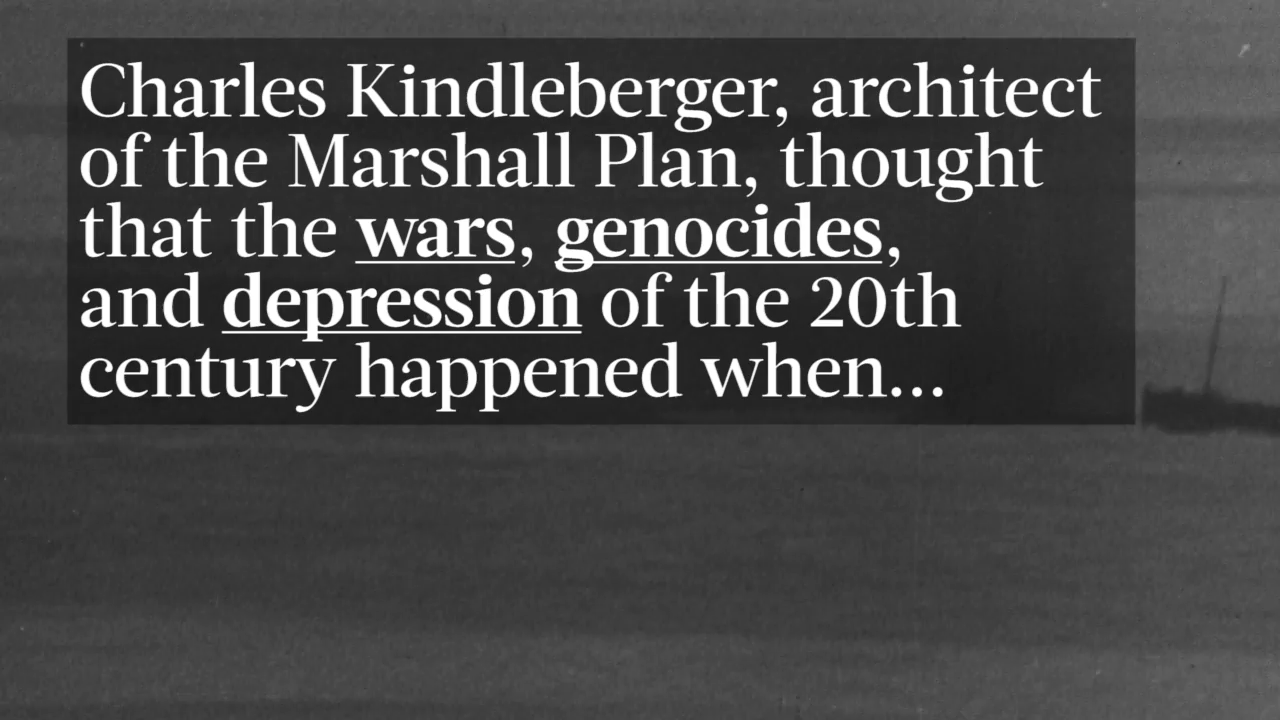 Charles Kindleberger, architect
of the Marshall Plan, thought
that the wars, genocides,
and depression of the 20th
century happened when...